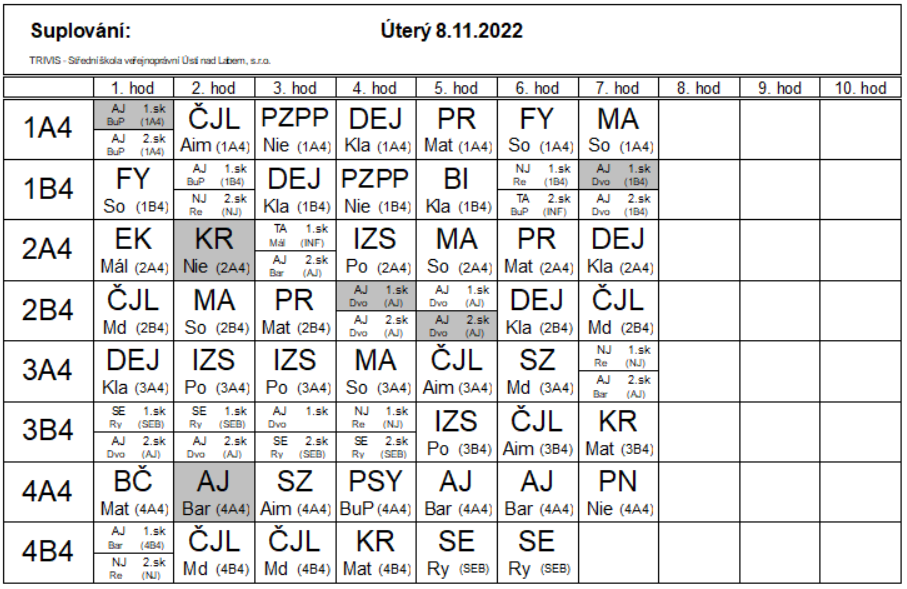 Suplování: Úterý 8.11.2022
TRIVIS - Střední škola veřejnoprávní Ústí nad Labem, s.r.o.
1. hod 2. hod 3. hod 4. hod 5. hod 6. hod 7. hod 8. hod 9. hod 10. hod
1A4
AJ 1.sk
BuP (1A4)
AJ 2.sk
BuP (1A4)
ČJL
Aim (1A4)
PZPP
Nie (1A4)
DEJ
Kla (1A4)
PR
Mat (1A4)
FY
So (1A4)
MA
So (1A4)
1B4
FY
So (1B4)
AJ 1.sk
BuP (1B4)
NJ 2.sk
Re (NJ)
DEJ
Kla (1B4)
PZPP
Nie (1B4)
BI
Kla (1B4)
NJ 1.sk
Re (1B4)
TA 2.sk
BuP (INF)
AJ 1.sk
Dvo (1B4)
AJ 2.sk
Dvo (1B4)
2A4
EK
Mál (2A4)
KR
Nie (2A4)
TA 1.sk
Mál (INF)
AJ 2.sk
Bar (AJ)
IZS
Po (2A4)
MA
So (2A4)
PR
Mat (2A4)
DEJ
Kla (2A4)
2B4
ČJL
Md (2B4)
MA
So (2B4)
PR
Mat (2B4)
AJ 1.sk
Dvo (AJ)
AJ 2.sk
Dvo (AJ)
AJ 1.sk
Dvo (AJ)
AJ 2.sk
Dvo (AJ)
DEJ
Kla (2B4)
ČJL
Md (2B4)
3A4
DEJ
Kla (3A4)
IZS
Po (3A4)
IZS
Po (3A4)
MA
So (3A4)
ČJL
Aim (3A4)
SZ
Md (3A4)
NJ 1.sk
Re (NJ)
AJ 2.sk
Bar (AJ)
3B4
SE 1.sk
Ry (SEB)
AJ 2.sk
Dvo (AJ)
SE 1.sk
Ry (SEB)
AJ 2.sk
Dvo (AJ)
AJ 1.sk
Dvo
SE 2.sk
Ry (SEB)
NJ 1.sk
Re (NJ)
SE 2.sk
Ry (SEB)
IZS
Po (3B4)
ČJL
Aim (3B4)
KR
Mat (3B4)
4A4
BČ
Mat (4A4)
AJ
Bar (4A4)
SZ
Aim (4A4)
PSY
BuP (4A4)
AJ
Bar (4A4)
AJ
Bar (4A4)
PN
Nie (4A4)
4B4
AJ 1.sk
Bar (4B4)
NJ 2.sk
Re (NJ)
ČJL
Md (4B4)
ČJL
Md (4B4)
KR
Mat (4B4)
SE
Ry (SEB)
SE
Ry (SEB)